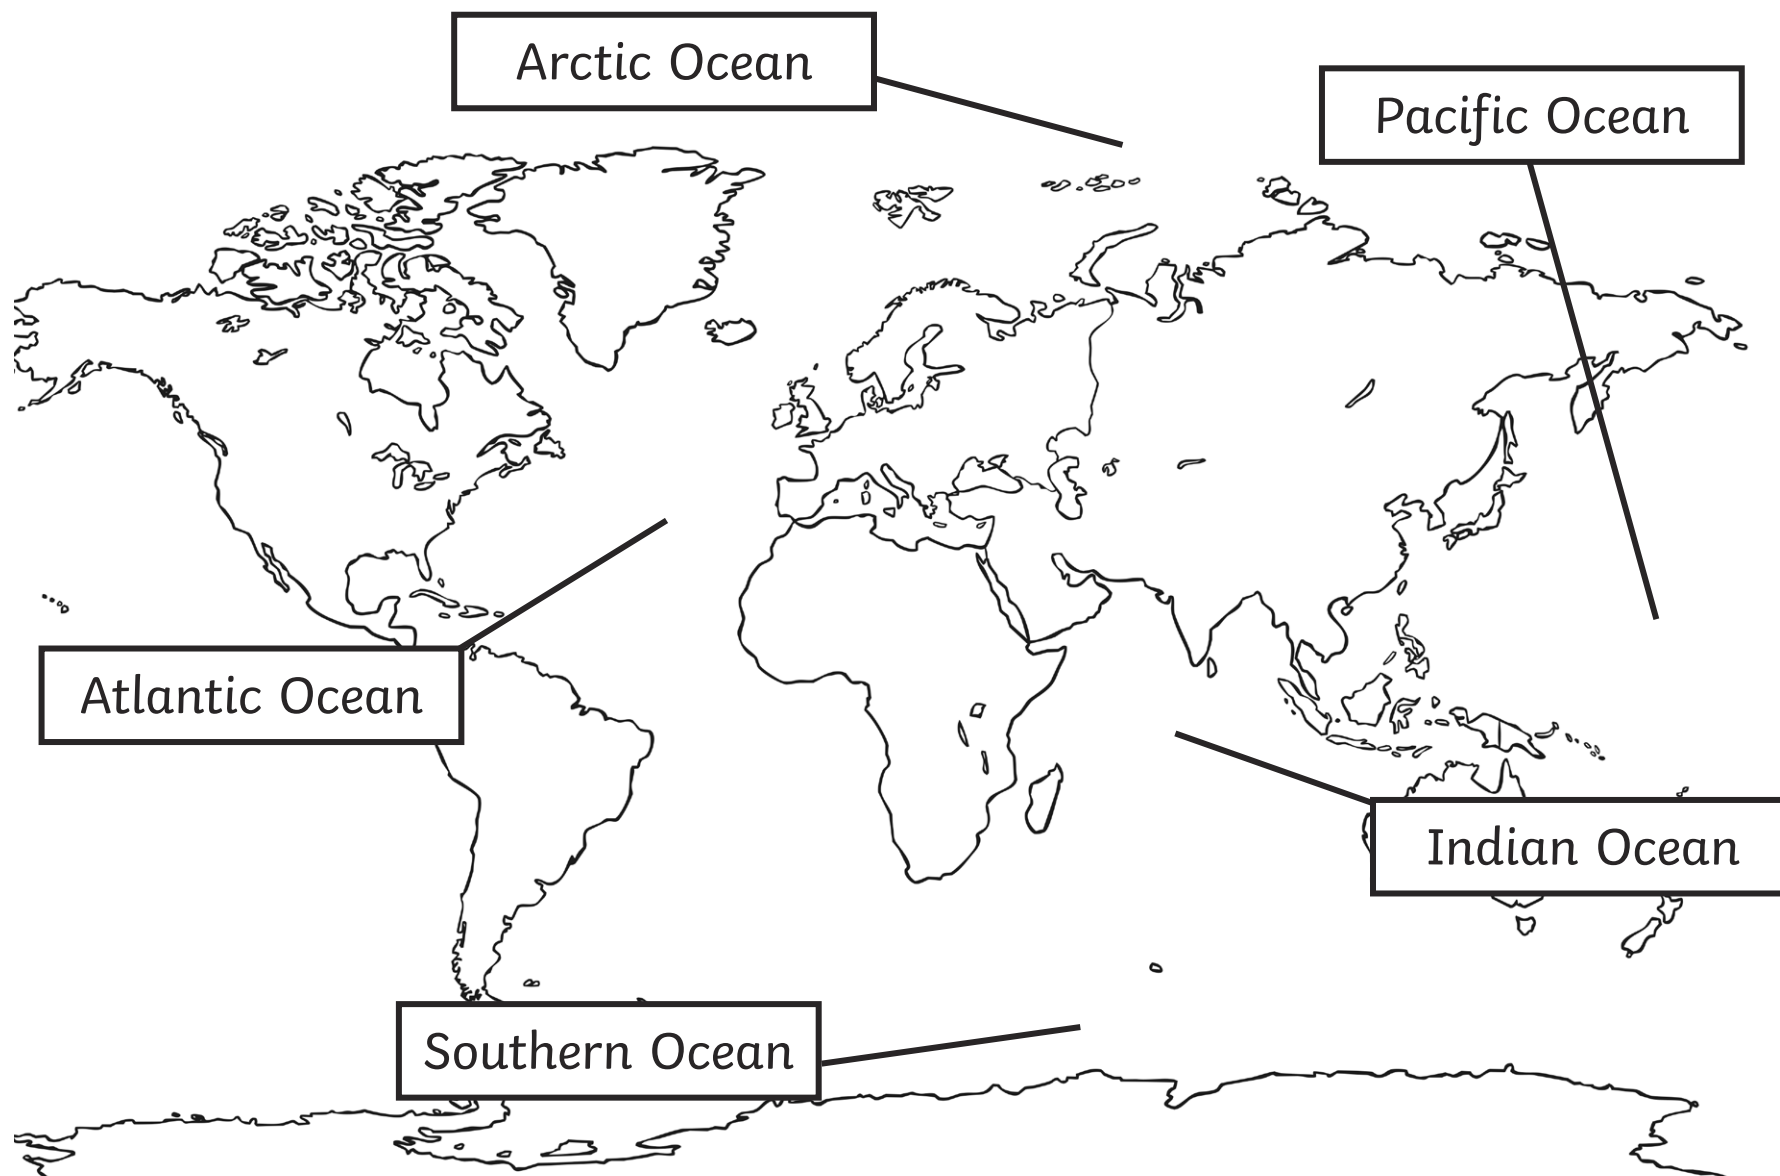 Arctic Ocean
Pacific Ocean
Atlantic Ocean
Indian Ocean
Southern Ocean